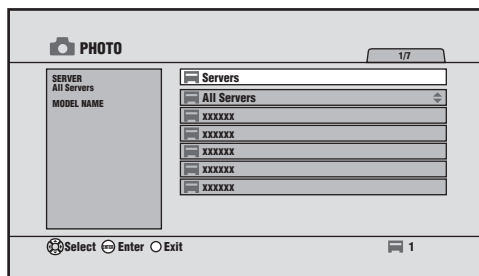 PHOTO
1/7
SERVER
All Servers
MODEL NAME
Servers
All Servers
xxxxxx
xxxxxx
xxxxxx
xxxxxx
xxxxxx
Select ENTER Enter Exit
1